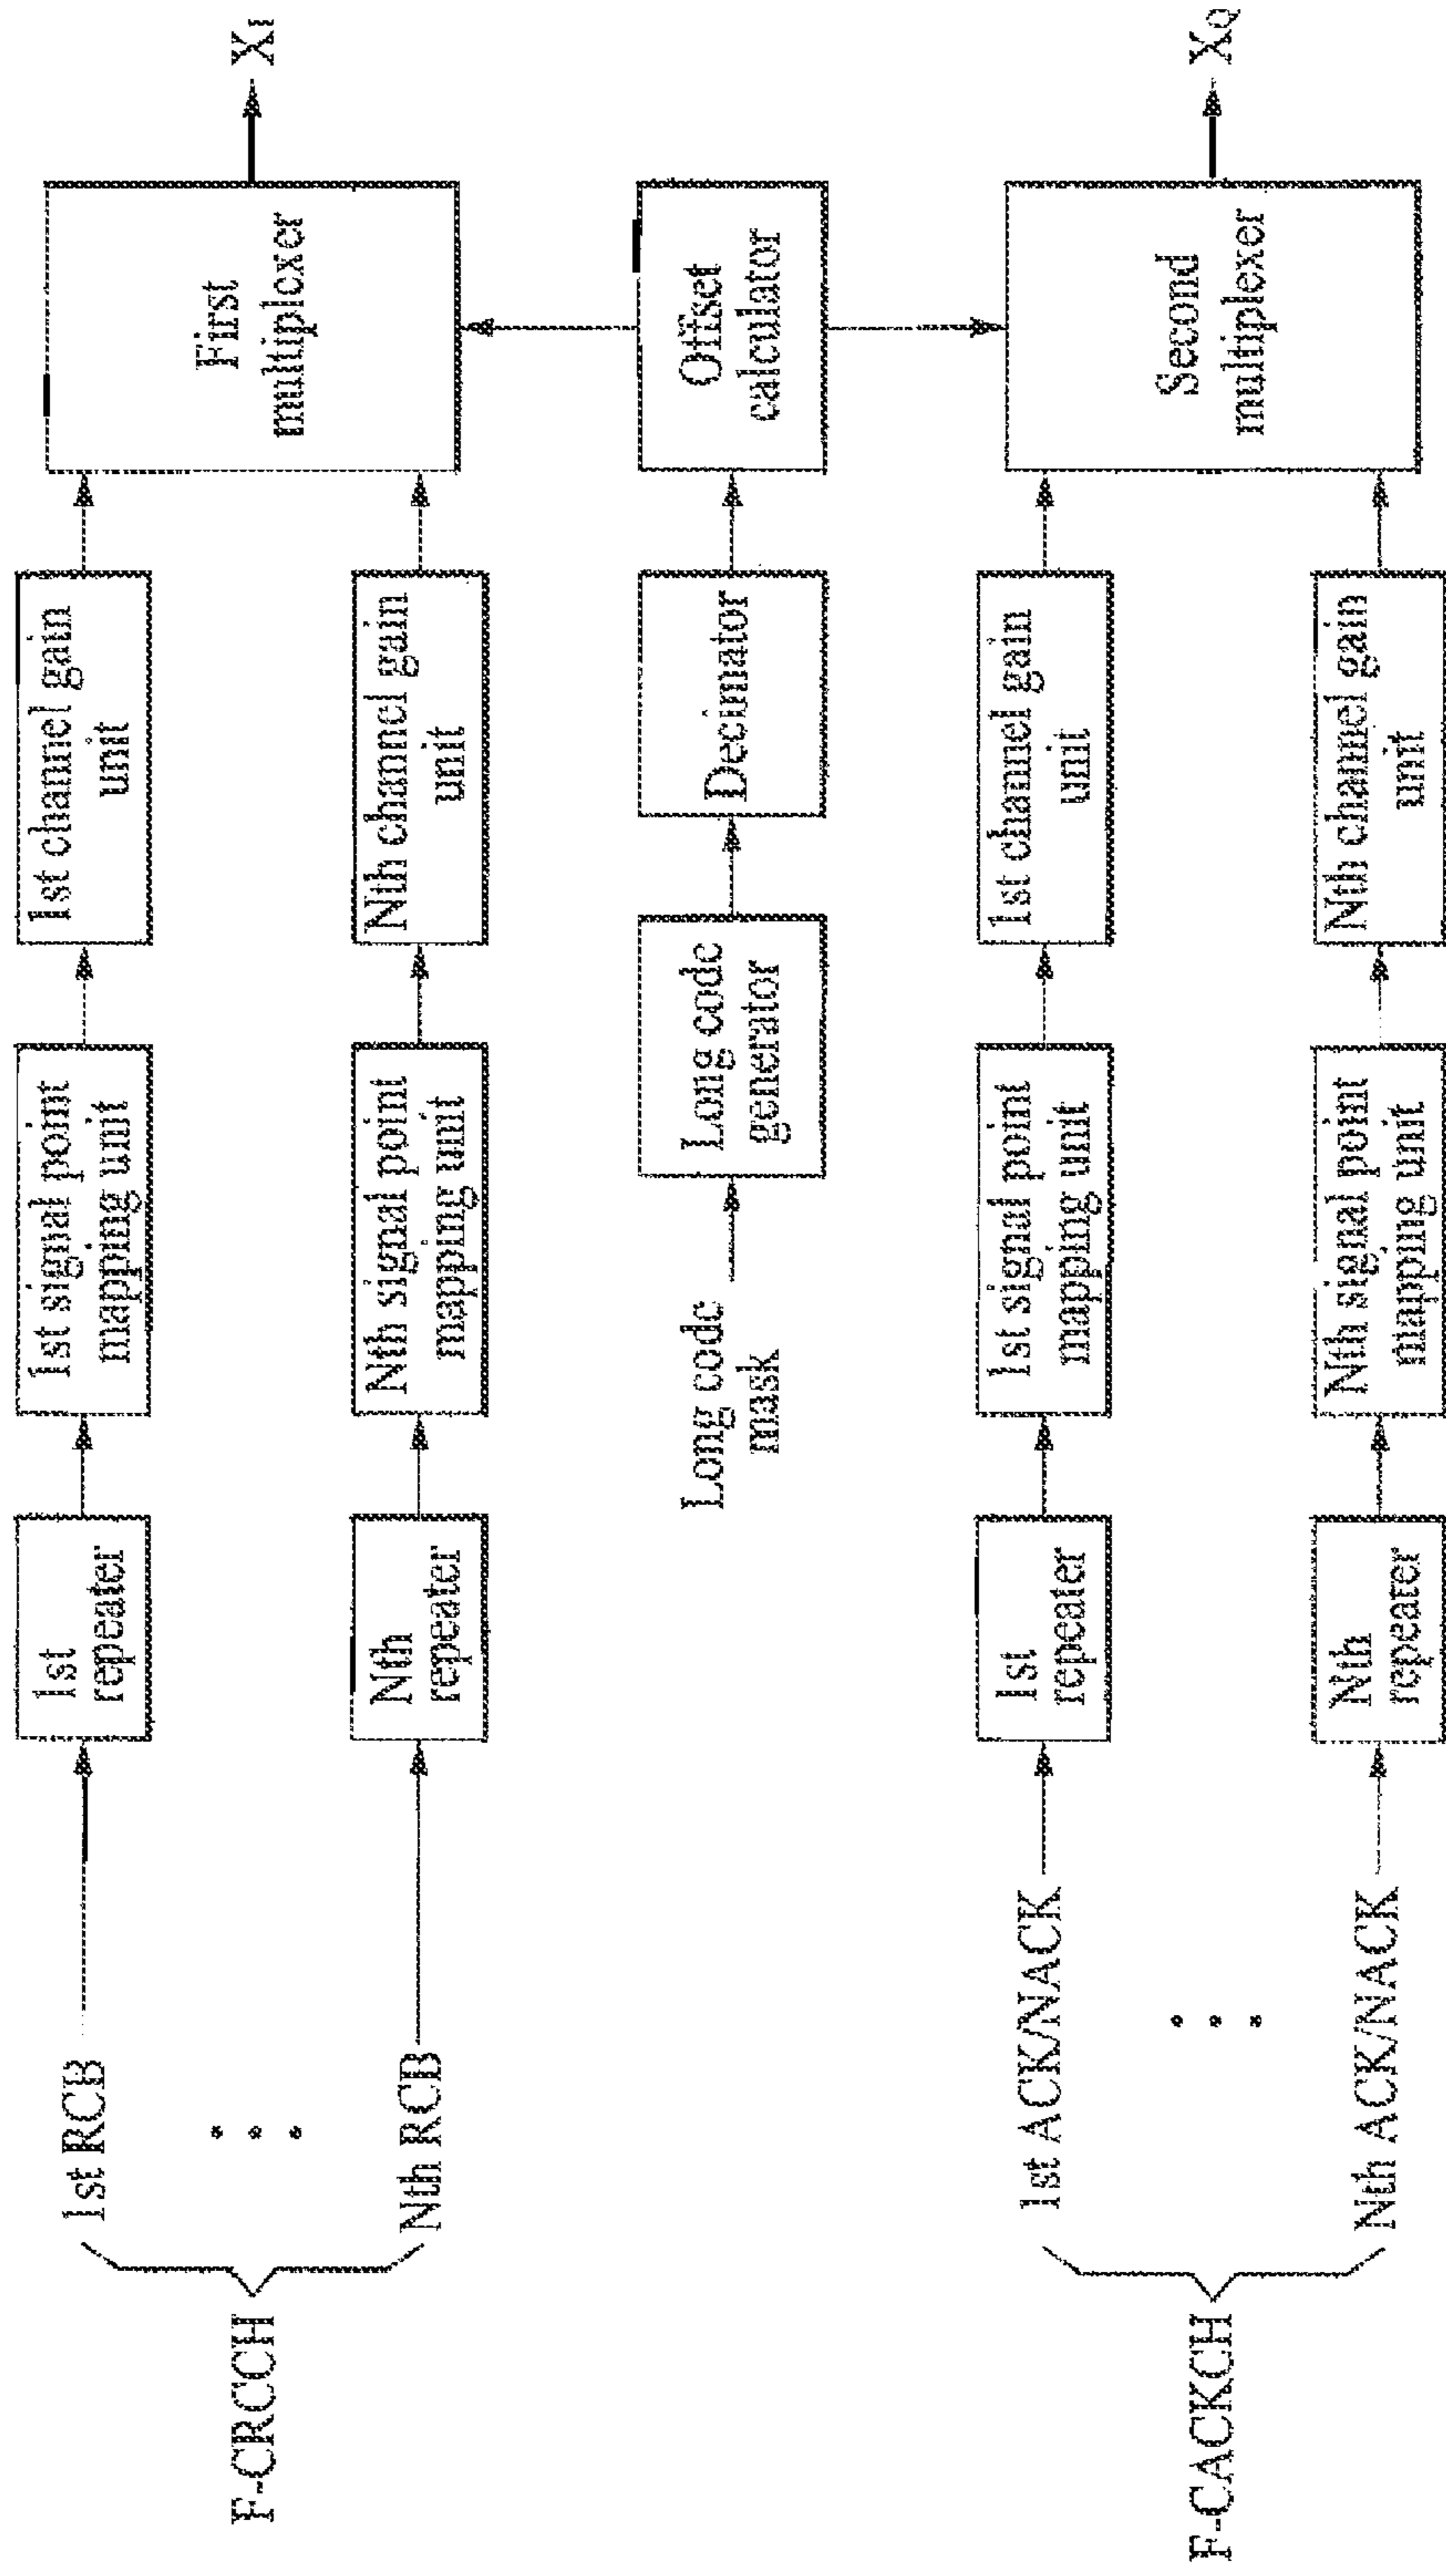 F-CRCCH
1st RCB
1st
repeater
1st signal point
mapping unit
1st channel gain
unit
Nth RCB
Nth
repeater
Nth signal point
mapping unit
Nth channel gain
unit
First
multiplexer
XI
Long code
mask
Long code
generator
Decimator
Offset
calculator
F-CACKCH
1st ACK/NACK
1st
repeater
1st signal point
mapping unit
1st channel gain
unit
Nth ACK/NACK
Nth
repeater
Nth signal point
mapping unit
Nth channel gain
unit
Second
multiplexer
XQ